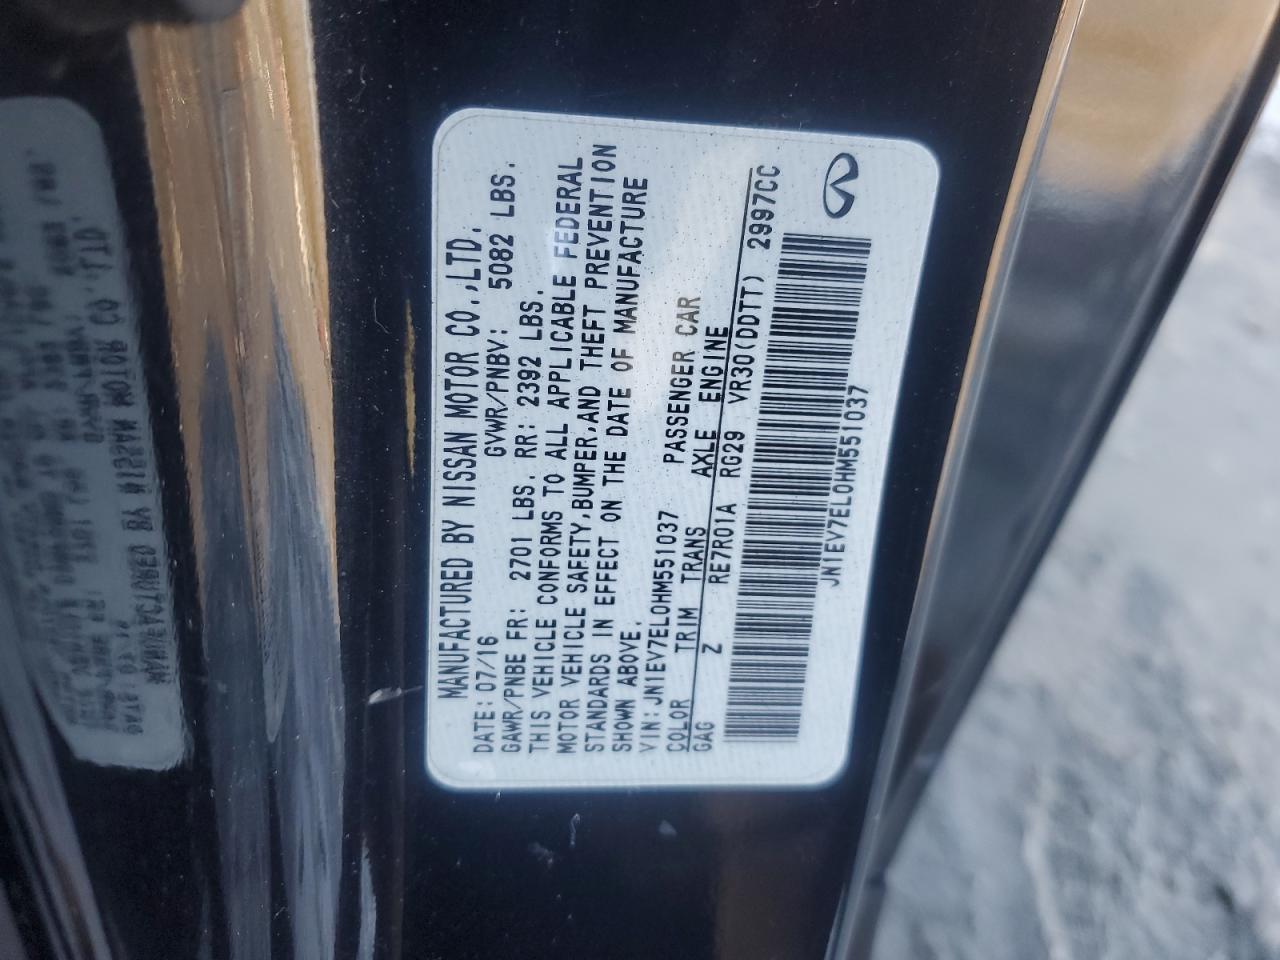 MANUFACTURED BY NISSAN MOTOR CO.,LTD.
DATE: 07/16 GVWR/PNBV: 5082 LBS.
GAWR/PNBE FR: 2701 LBS. RR: 2392 LBS.
THIS VEHICLE CONFORMS TO ALL APPLICABLE FEDERAL
MOTOR VEHICLE SAFETY,BUMPER,AND THEFT PREVENTION
STANDARDS IN EFFECT ON THE DATE OF MANUFACTURE
SHOWN ABOVE.
VIN: JN1EV7EL0HM551037 PASSENGER CAR
COLOR TRIM TRANS AXLE ENGINE
GAG Z RE7R01A RG29 VR30(DDTT) 2997CC
JN1EV7EL0HM551037